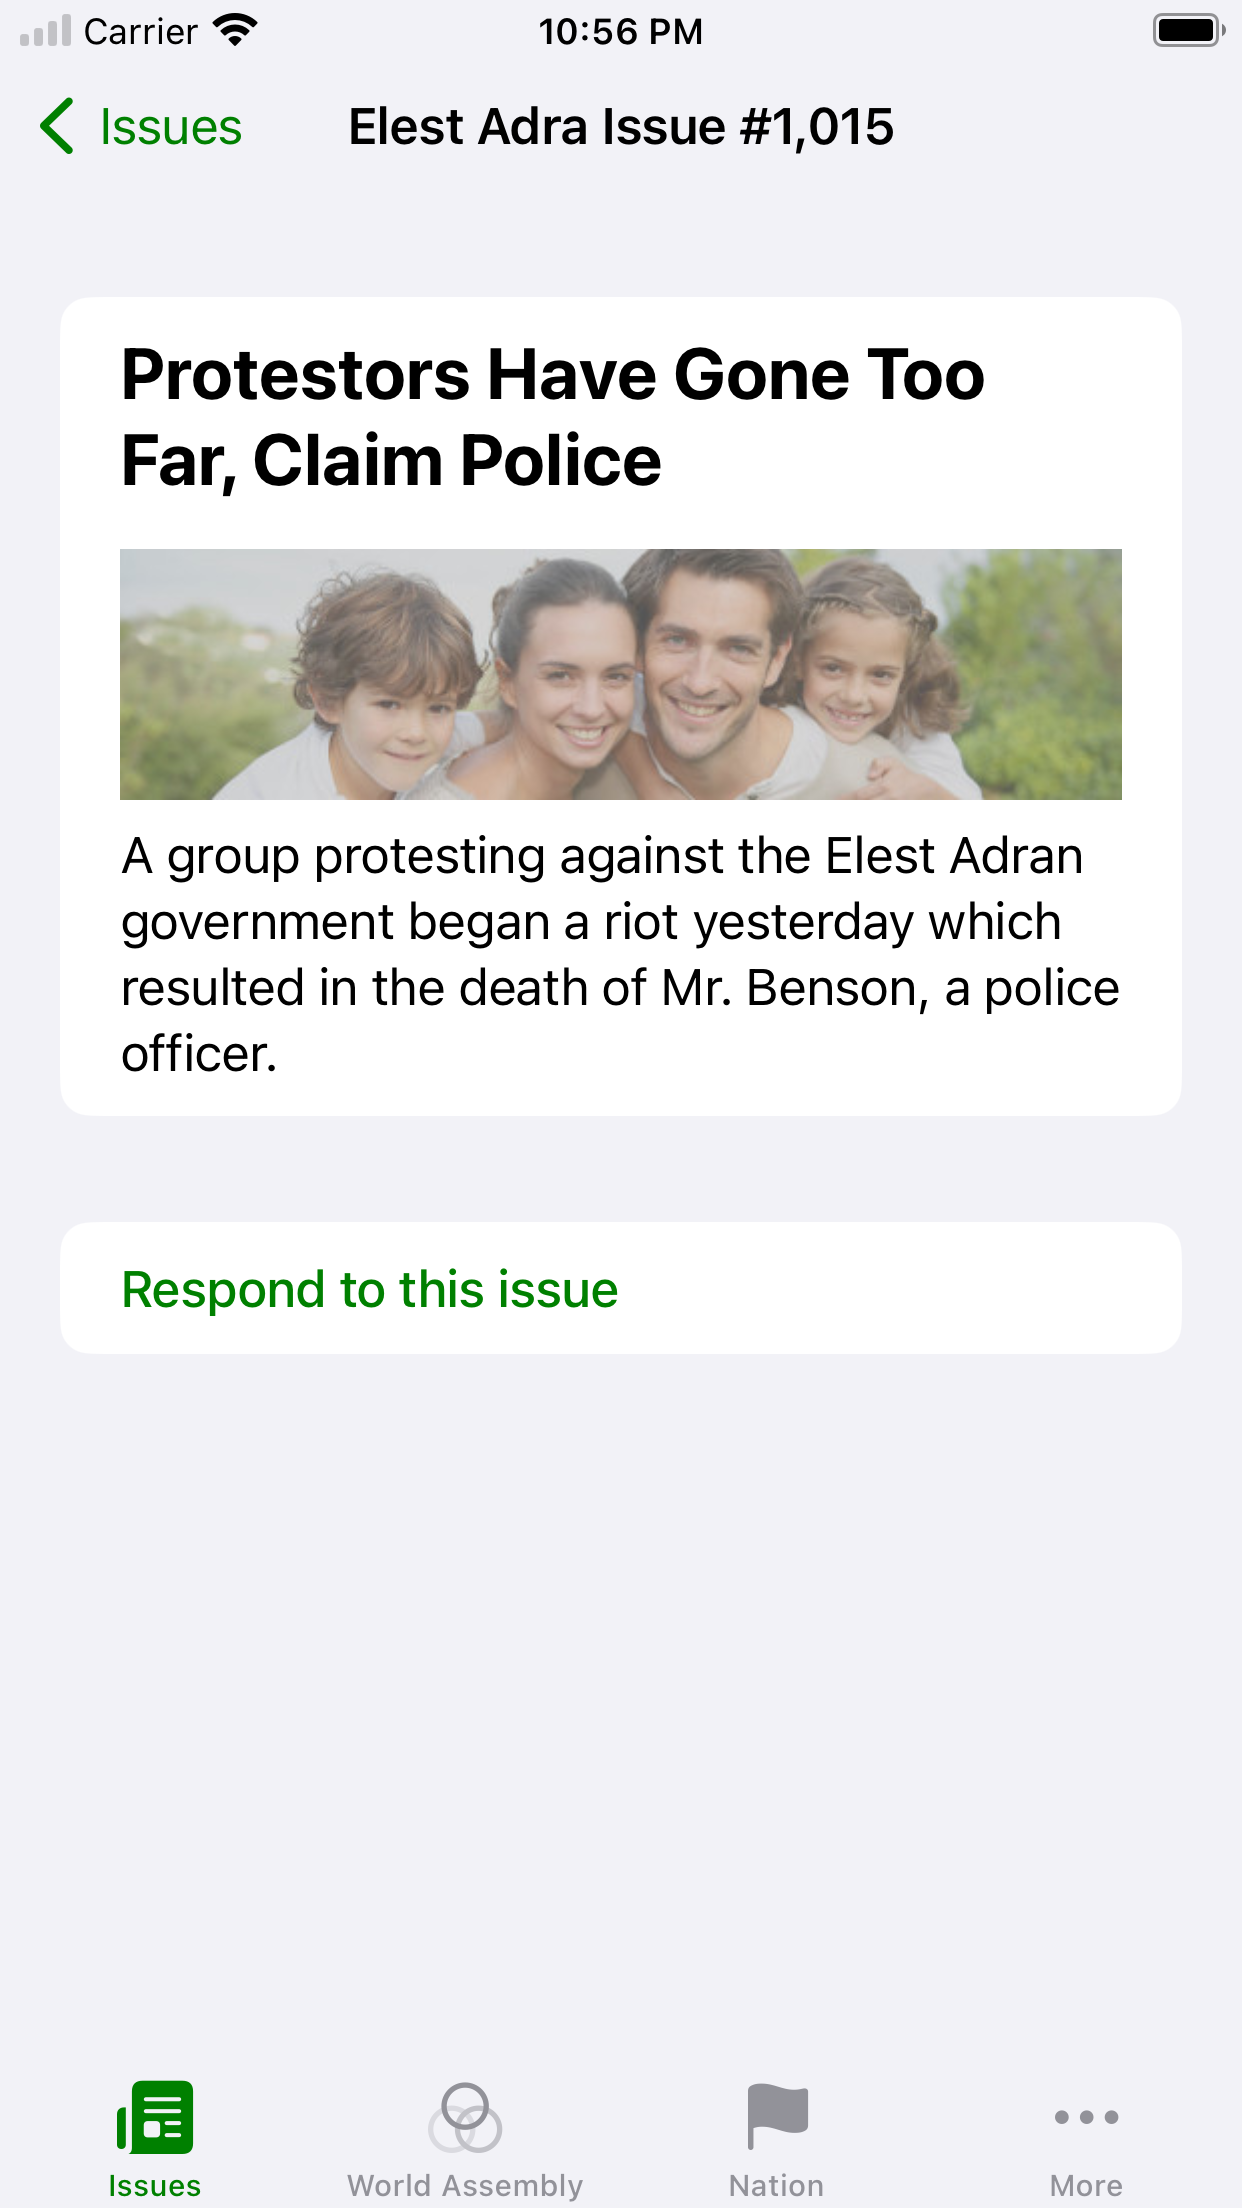 Carrier 10:56 PM
Issues Elest Adra Issue #1,015
Protestors Have Gone Too
Far, Claim Police
A group protesting against the Elest Adran
government began a riot yesterday which
resulted in the death of Mr. Benson, a police
officer.
Respond to this issue
Issues World Assembly Nation More